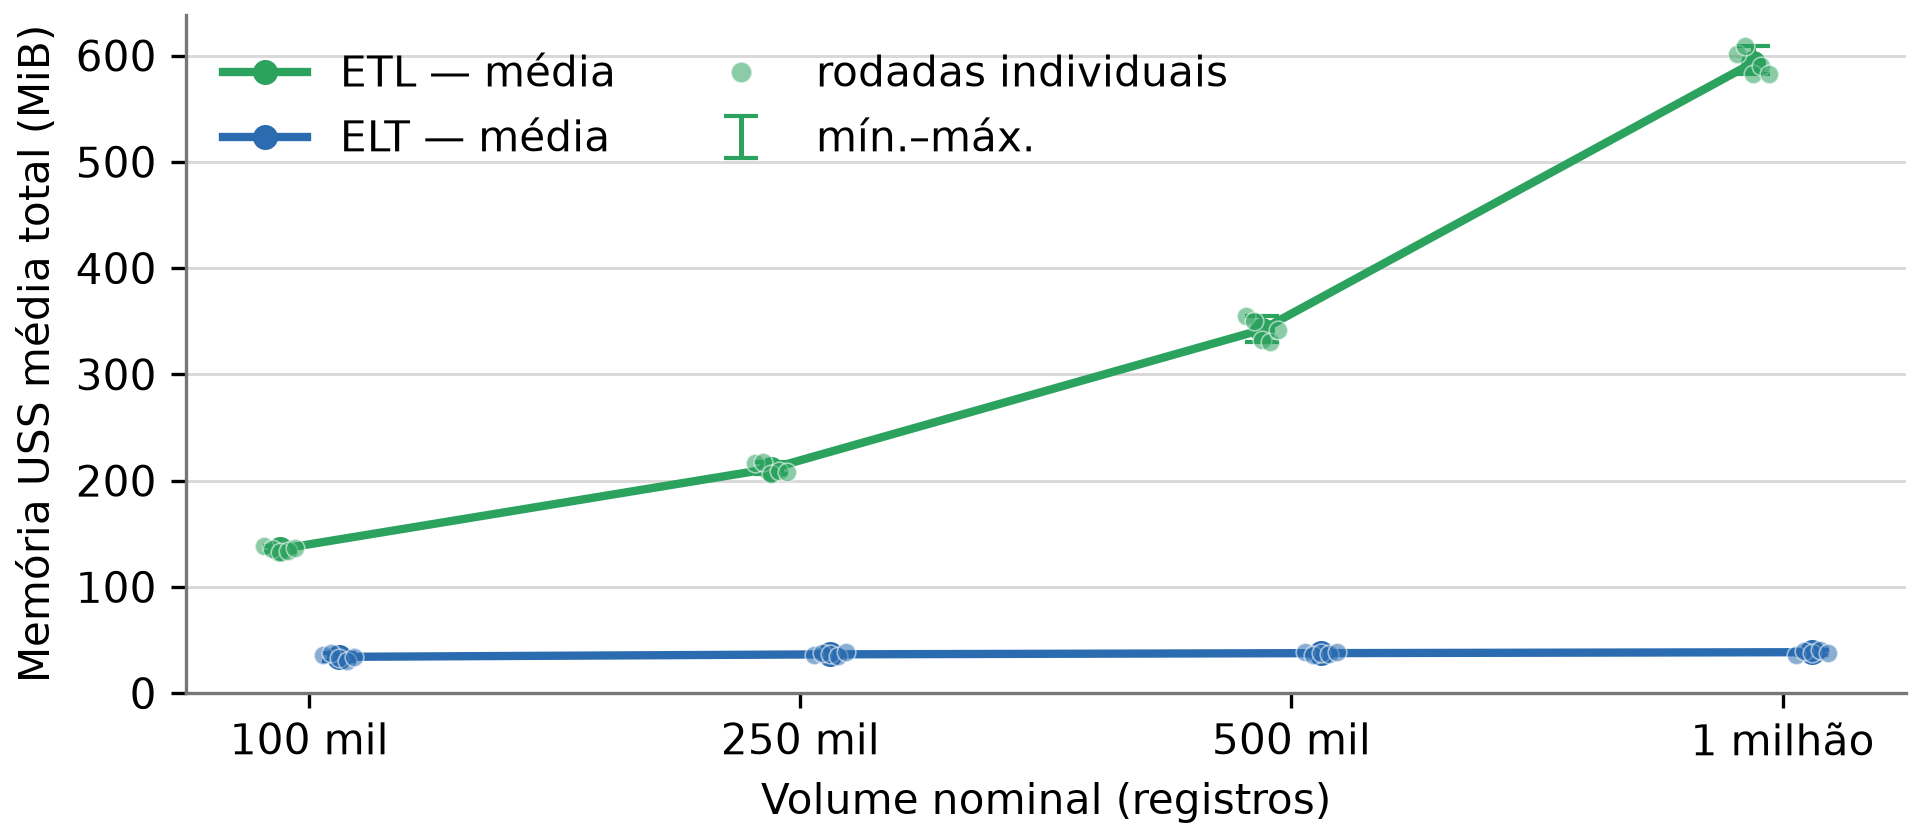 Memória USS média total (MiB)
600
500
400
300
200
100
0
ETL — média
ELT — média
rodadas individuais
mín.–máx.
100 mil
250 mil
500 mil
1 milhão
Volume nominal (registros)